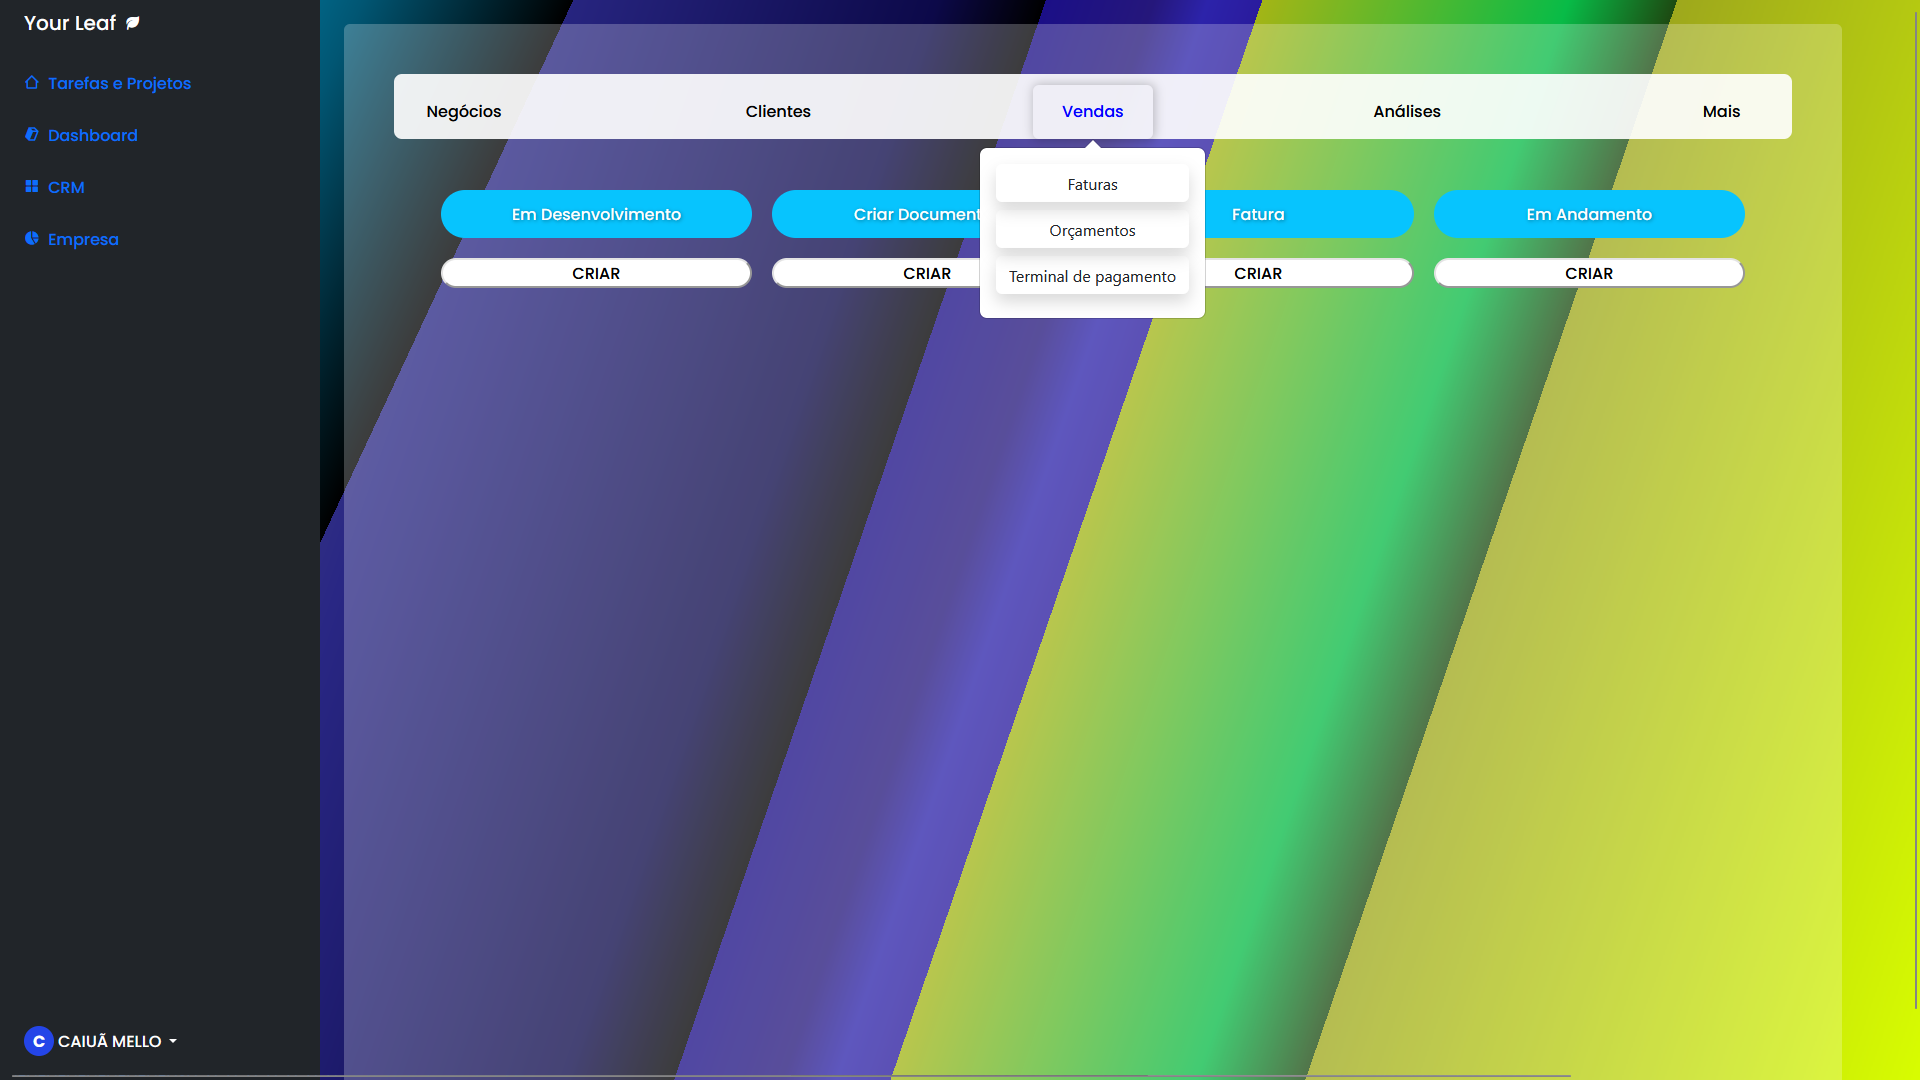 Your Leaf
Tarefas e Projetos
Dashboard
CRM
Empresa
Negócios
Clientes
Vendas
Análises
Mais
Faturas
Orçamentos
Terminal de pagamento
Em Desenvolvimento
Criar Document
Fatura
Em Andamento
CRIAR
CRIAR
CRIAR
CRIAR
C CAIUÃ MELLO